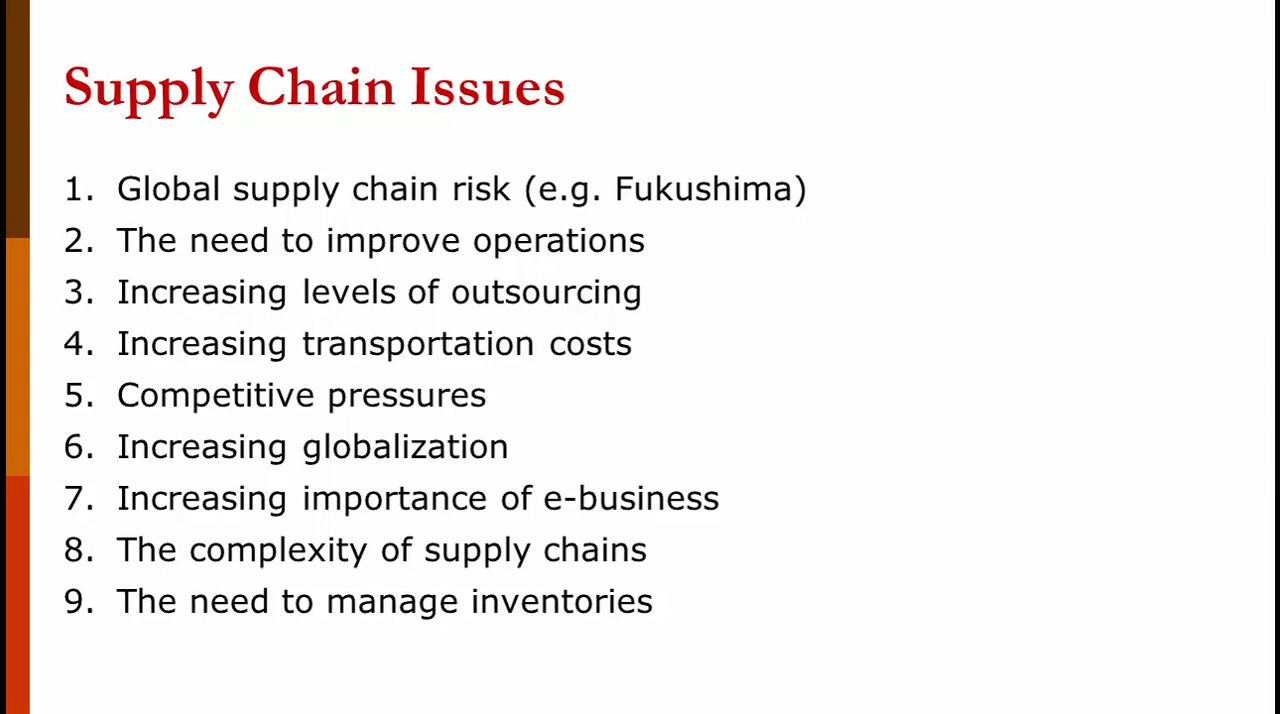 Supply Chain Issues
1. Global supply chain risk (e.g. Fukushima)
2. The need to improve operations
3. Increasing levels of outsourcing
4. Increasing transportation costs
5. Competitive pressures
6. Increasing globalization
7. Increasing importance of e-business
8. The complexity of supply chains
9. The need to manage inventories